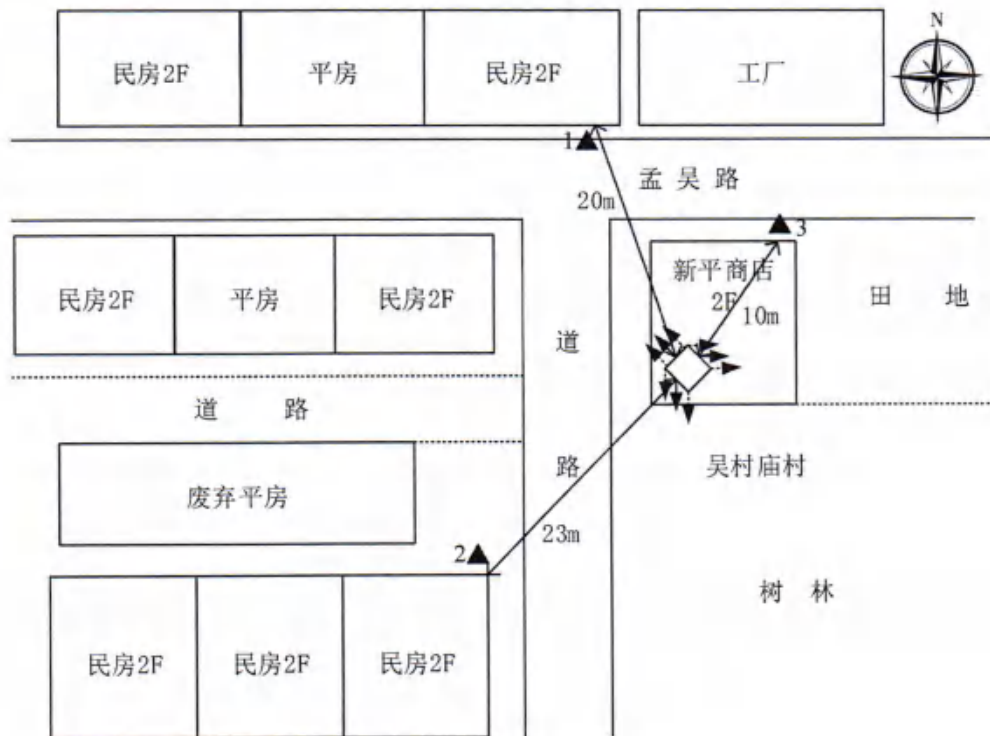 N
民房2F
平房
民房2F
工厂
1
孟吴路
20m
3
民房2F
平房
民房2F
新平商店
2F
10m
田 地
道
路
道 路
废弃平房
吴村庙村
23m
2
树 林
民房2F
民房2F
民房2F